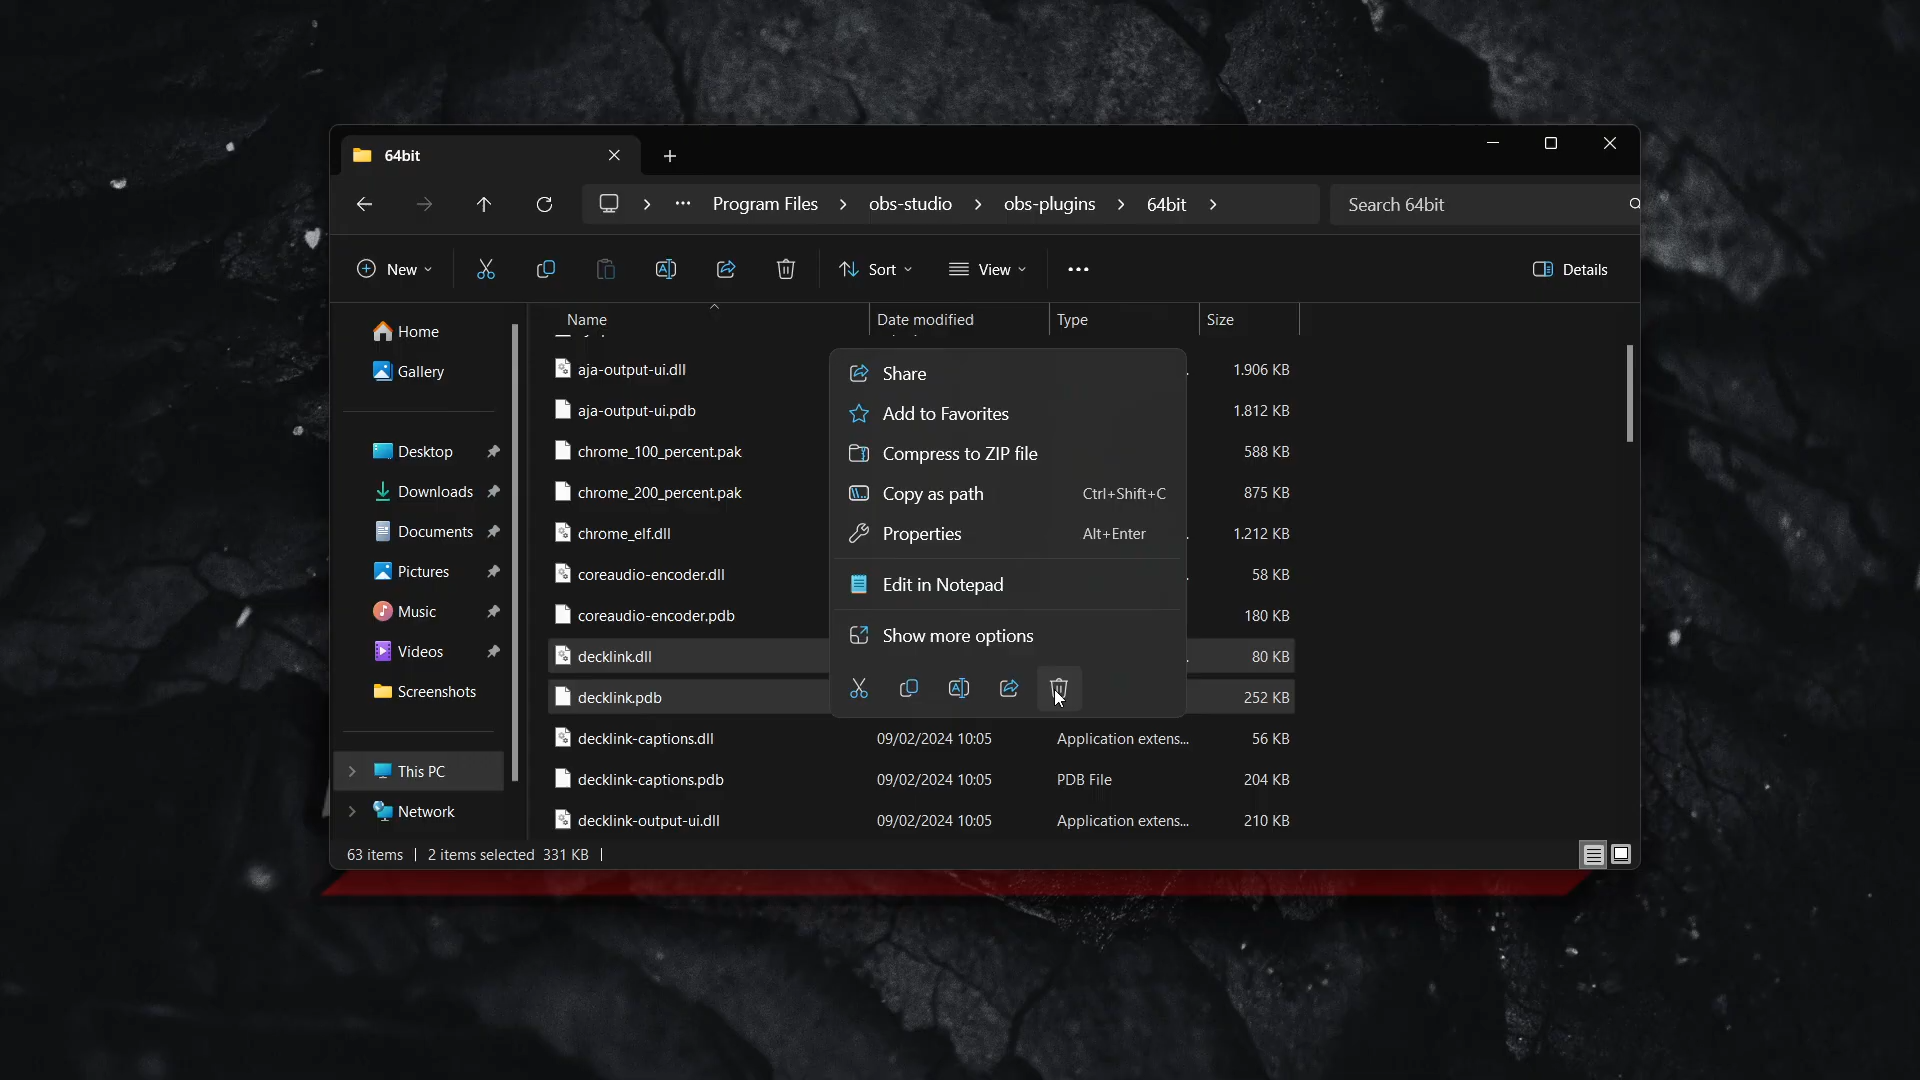 64bit
Program Files
obs-studio
obs-plugins
64bit
Search 64bit
New
Sort
View
Details
Name
Date modified
Type
Size
Home
Gallery
Desktop
Downloads
Documents
Pictures
Music
Videos
Screenshots
This PC
Network
aja-output-ui.dll 1.906 KB
aja-output-ui.pdb 1.812 KB
chrome_100_percent.pak 588 KB
chrome_200_percent.pak 875 KB
chrome_elf.dll 1.212 KB
coreaudio-encoder.dll 58 KB
coreaudio-encoder.pdb 180 KB
decklink.dll 80 KB
decklink.pdb 252 KB
decklink-captions.dll 09/02/2024 10:05 Application extens... 56 KB
decklink-captions.pdb 09/02/2024 10:05 PDB File 204 KB
decklink-output-ui.dll 09/02/2024 10:05 Application extens... 210 KB
Share
Add to Favorites
Compress to ZIP file
Copy as path Ctrl+Shift+C
Properties Alt+Enter
Edit in Notepad
Show more options
63 items
2 items selected 331 KB